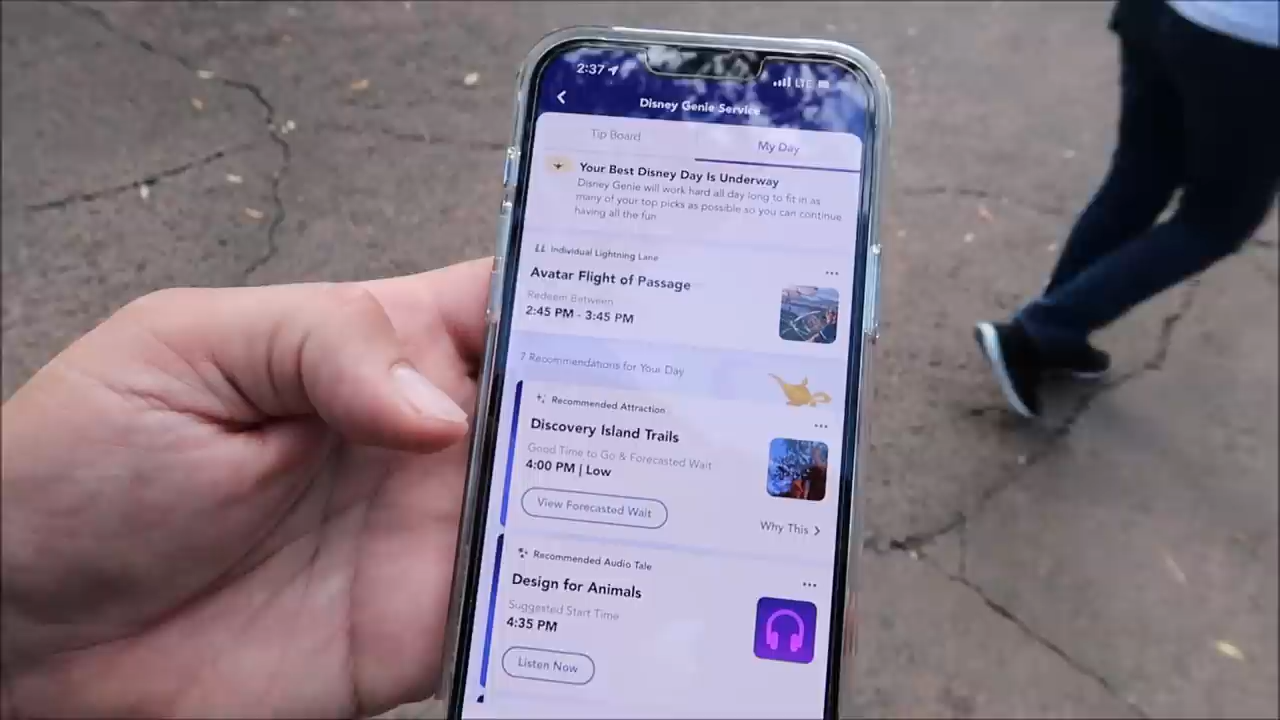 2:37
LTE
Disney Genie Service
Tip Board
My Day
Your Best Disney Day Is Underway
Disney Genie will work hard all day long to fit in as
many of your top picks as possible so you can continue
having all the fun
LL Individual Lightning Lane
Avatar Flight of Passage
Redeem Between
2:45 PM - 3:45 PM
7 Recommendations for Your Day
Recommended Attraction
Discovery Island Trails
Good Time to Go & Forecasted Wait
4:00 PM | Low
View Forecasted Wait
Why This >
Recommended Audio Tale
Design for Animals
Suggested Start Time
4:35 PM
Listen Now